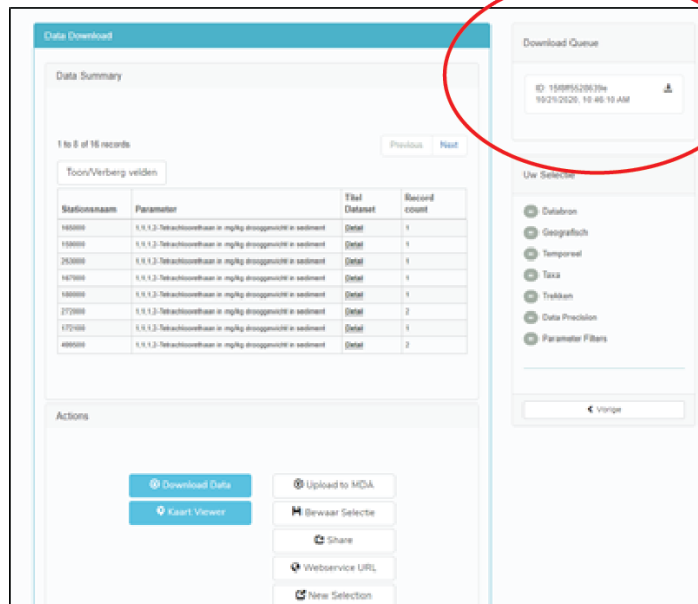 Data Download
Data Summary
1 to 8 of 16 records
Previous Next
Toon/Verberg velden
Stationsnaam Parameter Titel Dataset Record count
165000 1,1,1,2-Tetrachloorethaan in mg/kg drooggewicht in sediment Detail 1
158000 1,1,1,2-Tetrachloorethaan in mg/kg drooggewicht in sediment Detail 1
253000 1,1,1,2-Tetrachloorethaan in mg/kg drooggewicht in sediment Detail 1
167000 1,1,1,2-Tetrachloorethaan in mg/kg drooggewicht in sediment Detail 1
1,1,1,2-Tetrachloorethaan in mg/kg drooggewicht in sediment Detail 1
272000 1,1,1,2-Tetrachloorethaan in mg/kg drooggewicht in sediment Detail 2
172100 1,1,1,2-Tetrachloorethaan in mg/kg drooggewicht in sediment Detail 1
1,1,1,2-Tetrachloorethaan in mg/kg drooggewicht in sediment Detail 2
Actions
Download Data
Kaart Viewer
Upload to MDA
Bewaar Selectie
Share
Webservice URL
New Selection
Download Queue
ID:
10/21/2020, 10:46:10 AM
Uw Selectie
Databron
Geografisch
Temporeel
Taxa
Trekken
Data Precision
Parameter Filters
Vorige